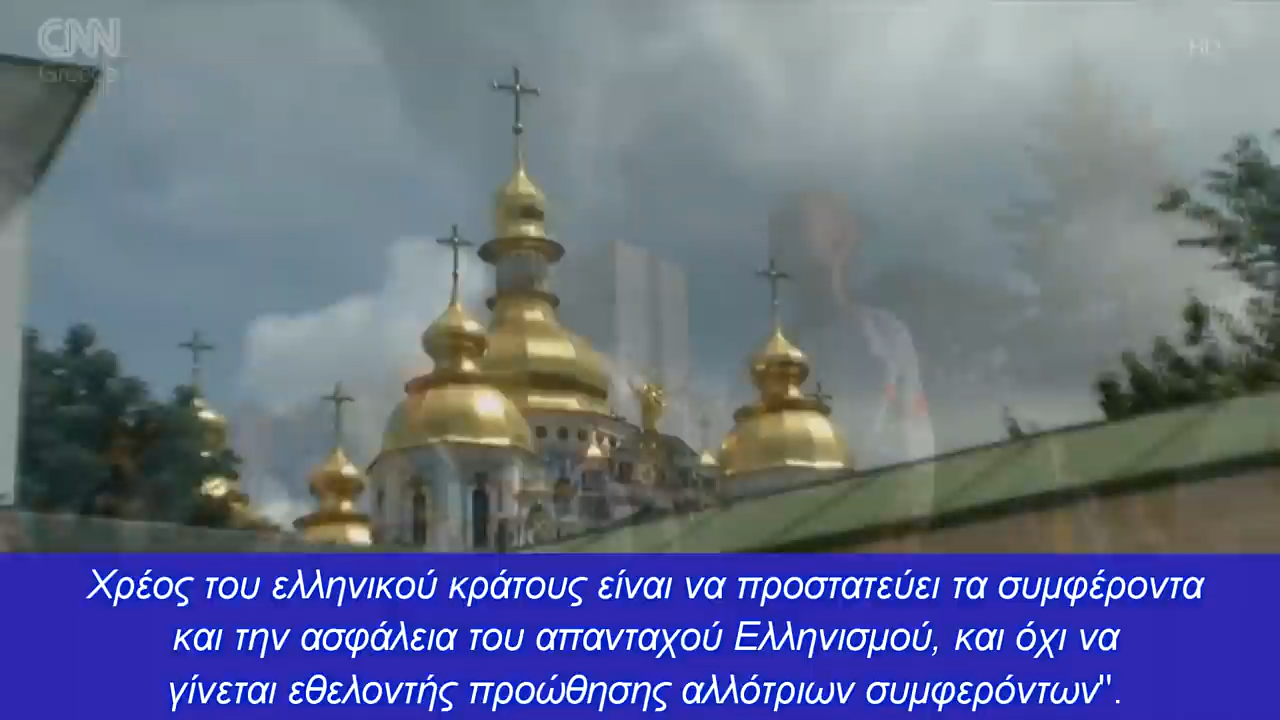 CNN
HD
Χρέος του ελληνικού κράτους είναι να προστατεύει τα συμφέροντα
και την ασφάλεια του απανταχού Ελληνισμού, και όχι να
γίνεται εθελοντής προώθησης αλλότριων συμφερόντων".